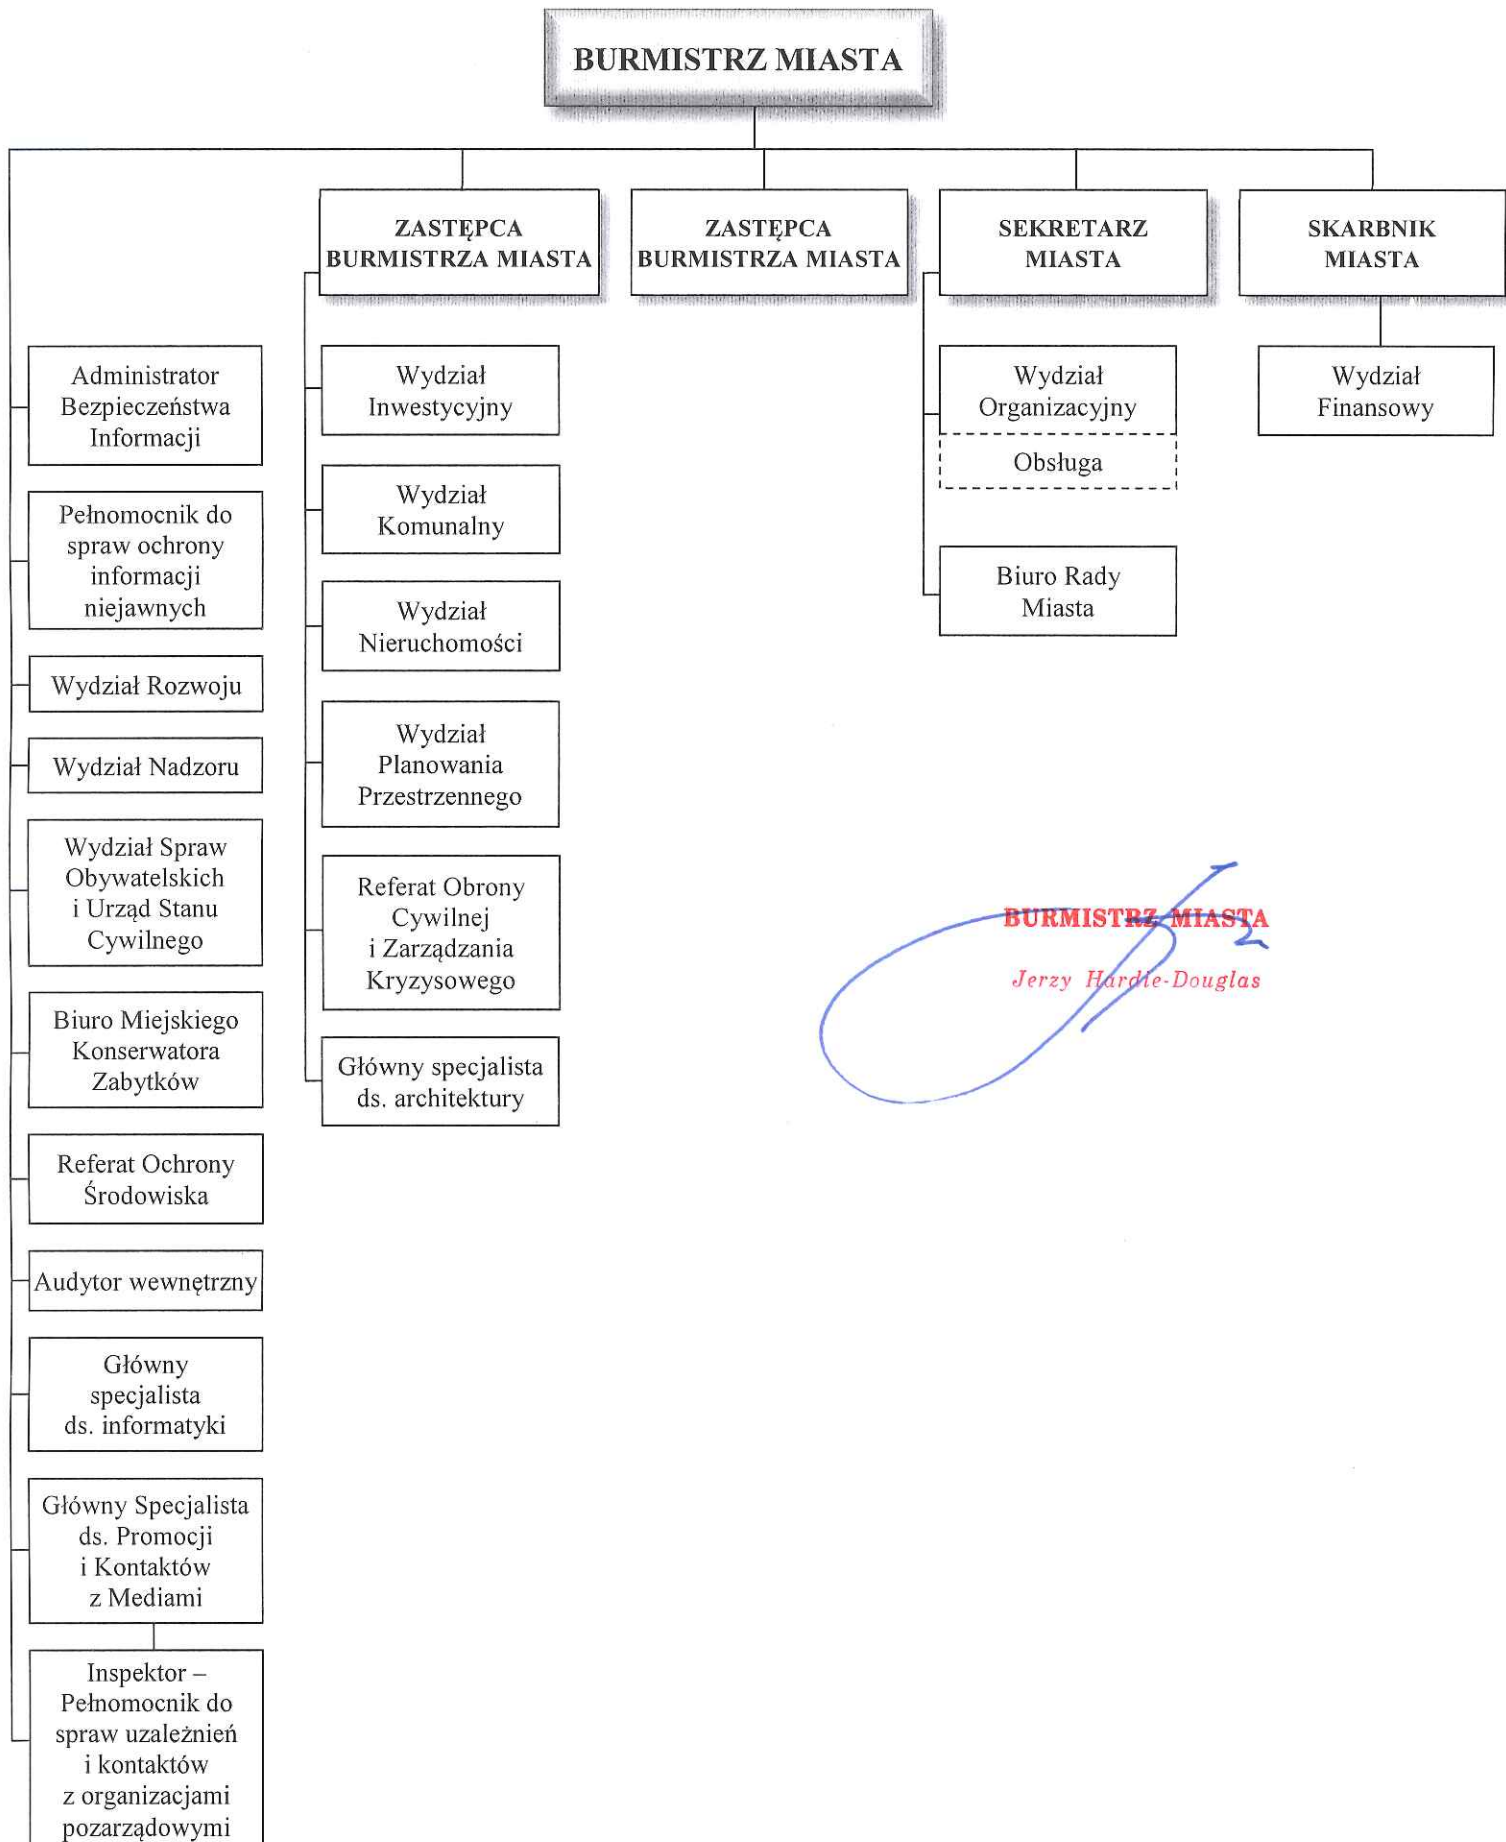 BURMISTRZ MIASTA
ZASTĘPCA
BURMISTRZA MIASTA
ZASTĘPCA
BURMISTRZA MIASTA
SEKRETARZ
MIASTA
SKARBNIK
MIASTA
Administrator
Bezpieczeństwa
Informacji
Pełnomocnik do
spraw ochrony
informacji
niejawnych
Wydział Rozwoju
Wydział Nadzoru
Wydział Spraw
Obywatelskich
i Urząd Stanu
Cywilnego
Biuro Miejskiego
Konserwatora
Zabytków
Referat Ochrony
Środowiska
Audytor wewnętrzny
Główny
specjalista
ds. informatyki
Główny Specjalista
ds. Promocji
i Kontaktów
z Mediami
Inspektor –
Pełnomocnik do
spraw uzależnień
i kontaktów
z organizacjami
pozarządowymi
Wydział
Inwestycyjny
Wydział
Komunalny
Wydział
Nieruchomości
Wydział
Planowania
Przestrzennego
Referat Obrony
Cywilnej
i Zarządzania
Kryzysowego
Główny specjalista
ds. architektury
Wydział
Organizacyjny
Obsługa
Biuro Rady
Miasta
Wydział
Finansowy
BURMISTRZ MIASTA
Jerzy Hardie-Douglas